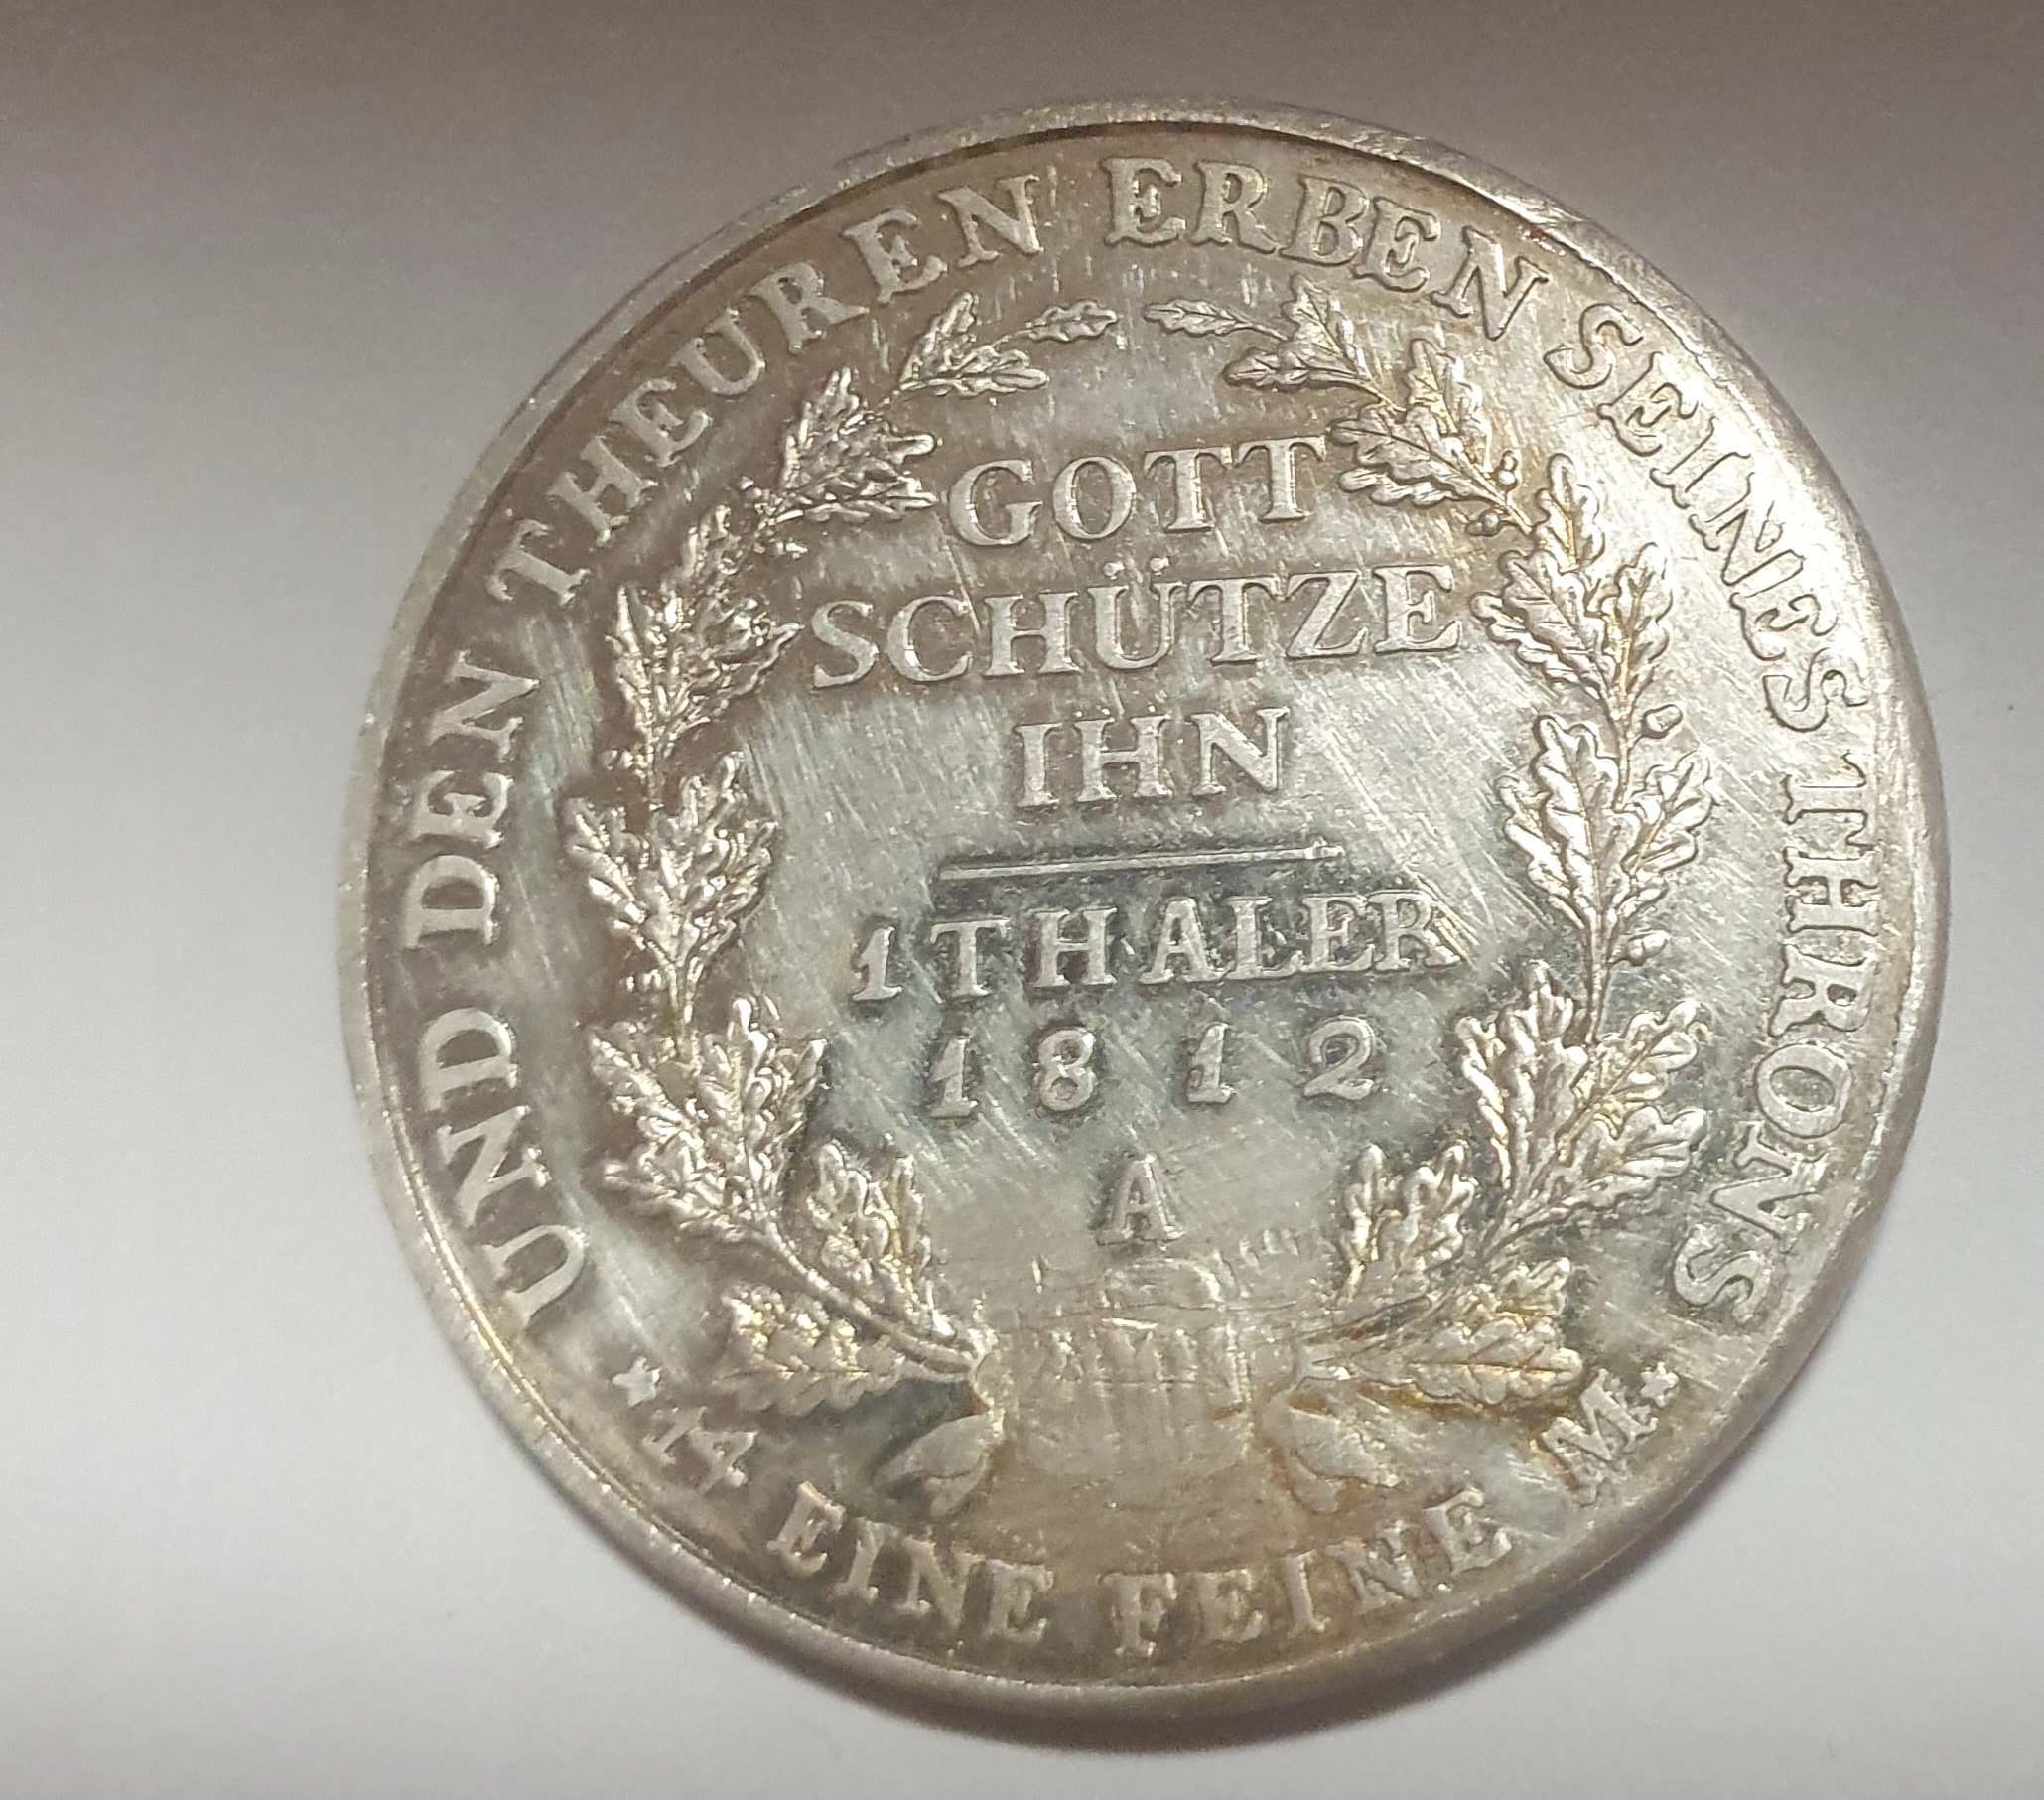 UND DEN THEUREN ERBEN SEINES THRONS
GOTT
SCHÜTZE
IHN
1 THALER
1812
A
* 14 EINE FEINE M. *